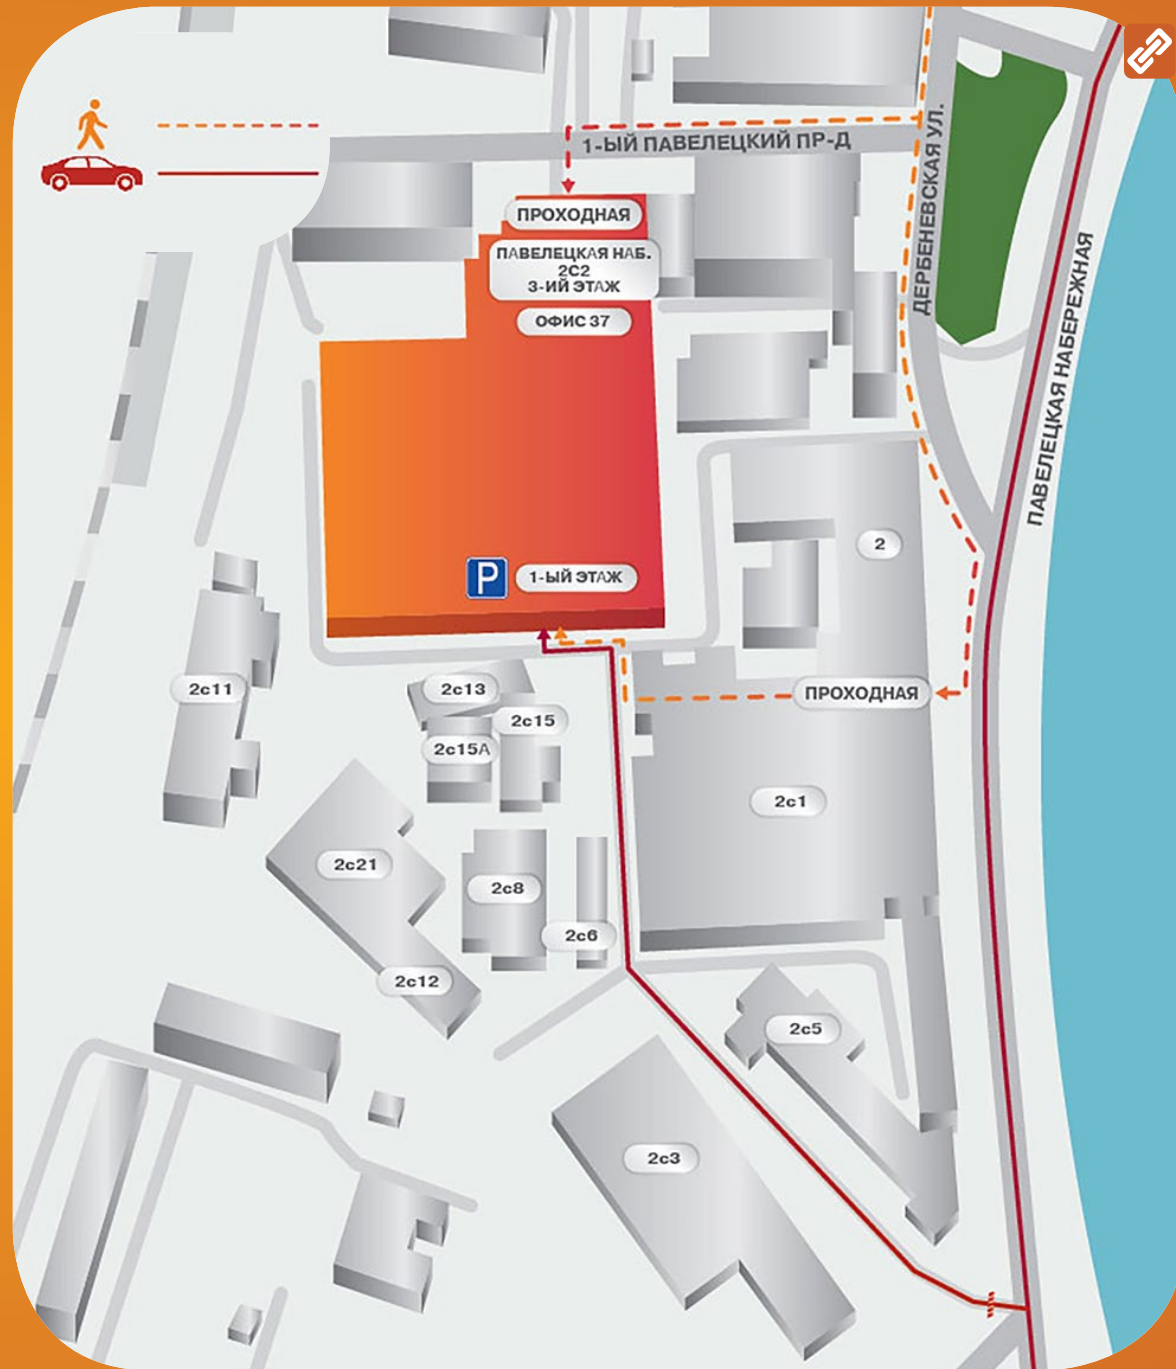 1-ЫЙ ПАВЕЛЕЦКИЙ ПР-Д
ДЕРБЕНЕВСКАЯ УЛ.
ПАВЕЛЕЦКАЯ НАБЕРЕЖНАЯ
ПРОХОДНАЯ
ПАВЕЛЕЦКАЯ НАБ.
2С2
3-ИЙ ЭТАЖ
ОФИС 37
2
P
1-ЫЙ ЭТАЖ
2с11
2с13
ПРОХОДНАЯ
2с15
2с15А
2с1
2с21
2с8
2с6
2с12
2с5
2с3